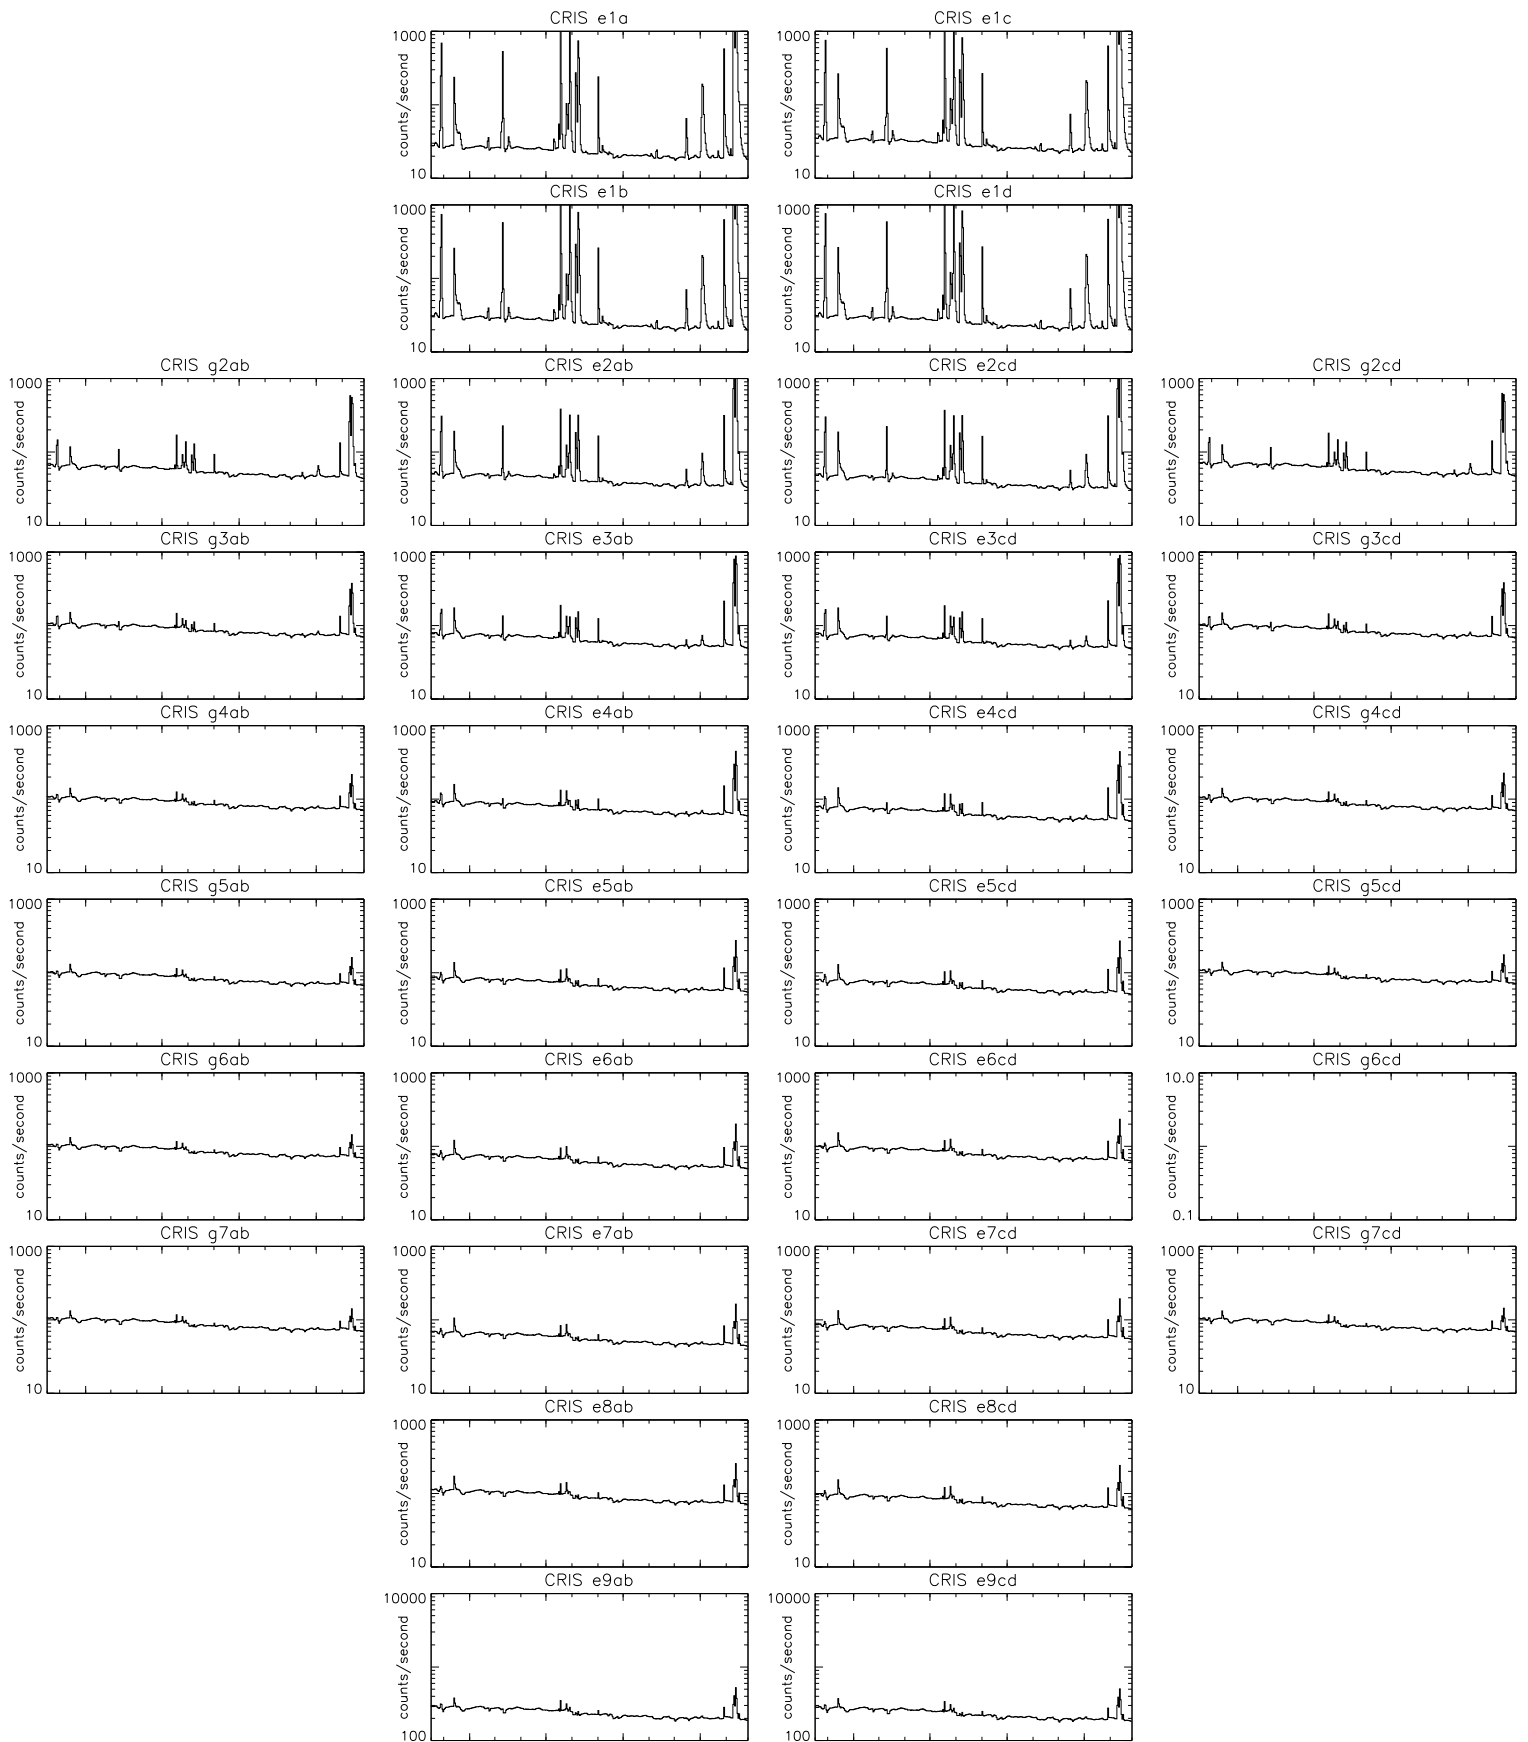 CRIS e1a CRIS e1c
1000 1000
counts/second counts/second
10 10
CRIS e1b CRIS e1d
1000 1000
counts/second counts/second
10 10
CRIS g2ab CRIS e2ab CRIS e2cd CRIS g2cd
1000 1000 1000 1000
counts/second counts/second counts/second counts/second
10 10 10 10
CRIS g3ab CRIS e3ab CRIS e3cd CRIS g3cd
1000 1000 1000 1000
counts/second counts/second counts/second counts/second
10 10 10 10
CRIS g4ab CRIS e4ab CRIS e4cd CRIS g4cd
1000 1000 1000 1000
counts/second counts/second counts/second counts/second
10 10 10 10
CRIS g5ab CRIS e5ab CRIS e5cd CRIS g5cd
1000 1000 1000 1000
counts/second counts/second counts/second counts/second
10 10 10 10
CRIS g6ab CRIS e6ab CRIS e6cd CRIS g6cd
1000 1000 1000 10.0
counts/second counts/second counts/second counts/second
10 10 10 0.1
CRIS g7ab CRIS e7ab CRIS e7cd CRIS g7cd
1000 1000 1000 1000
counts/second counts/second counts/second counts/second
10 10 10 10
CRIS e8ab CRIS e8cd
1000 1000
counts/second counts/second
10 10
CRIS e9ab CRIS e9cd
10000 10000
counts/second counts/second
100 100